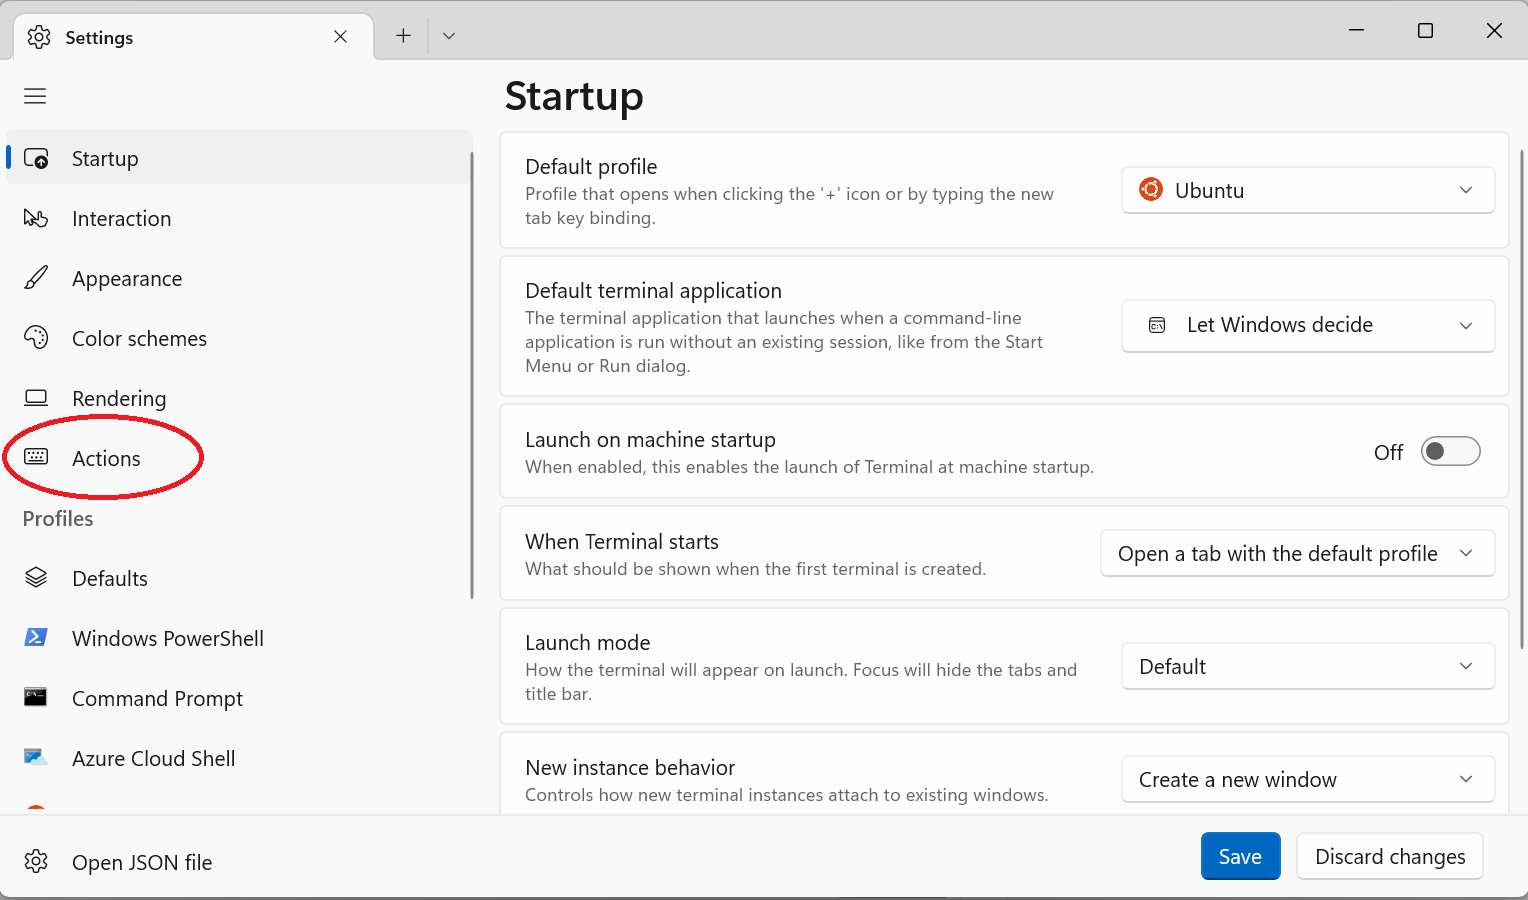 Settings
Startup
Interaction
Appearance
Color schemes
Rendering
Actions
Profiles
Defaults
Windows PowerShell
Command Prompt
Azure Cloud Shell
Open JSON file
Startup
Default profile
Profile that opens when clicking the '+' icon or by typing the new
tab key binding.
Ubuntu
Default terminal application
The terminal application that launches when a command-line
application is run without an existing session, like from the Start
Menu or Run dialog.
Let Windows decide
Launch on machine startup
When enabled, this enables the launch of Terminal at machine startup.
Off
When Terminal starts
What should be shown when the first terminal is created.
Open a tab with the default profile
Launch mode
How the terminal will appear on launch. Focus will hide the tabs and
title bar.
Default
New instance behavior
Controls how new terminal instances attach to existing windows.
Create a new window
Save
Discard changes